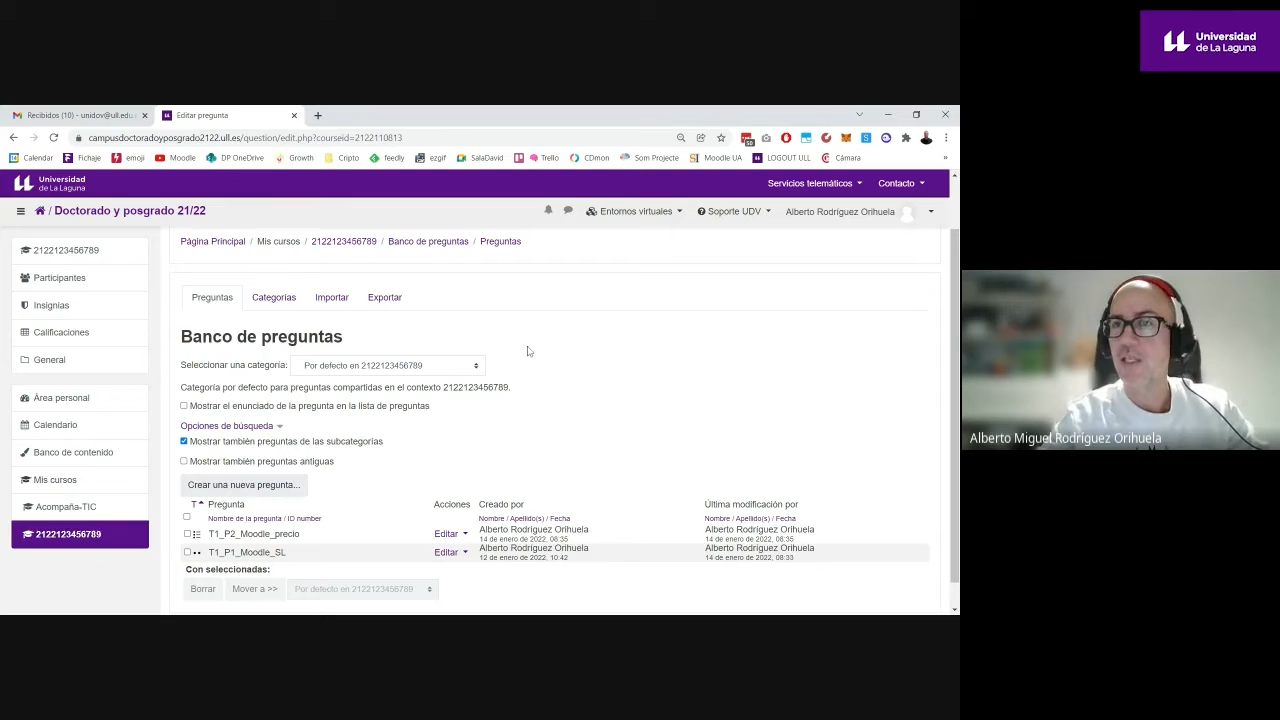 Universidad
de La Laguna
Recibidos (10) - unidov@ull.edu
Editar pregunta
campusdoctoradoyposgrado2122.ull.es/question/edit.php?courseid=2122110813
50
Calendar Fichaje emoji Moodle DP OneDrive Growth Cripto feedly ezgif SalaDavid Trello CDmon Som Projecte Moodle UA LOGOUT ULL Cámara »
Universidad
de La Laguna
Servicios telemáticos Contacto
/ Doctorado y posgrado 21/22
Entornos virtuales Soporte UDV Alberto Rodríguez Orihuela
2122123456789
Participantes
Insignias
Calificaciones
General
Área personal
Calendario
Banco de contenido
Mis cursos
Acompaña-TIC
2122123456789
Página Principal / Mis cursos / 2122123456789 / Banco de preguntas / Preguntas
Preguntas Categorías Importar Exportar
Banco de preguntas
Seleccionar una categoría: Por defecto en 2122123456789
Categoría por defecto para preguntas compartidas en el contexto 2122123456789.
Mostrar el enunciado de la pregunta en la lista de preguntas
Opciones de búsqueda
Mostrar también preguntas de las subcategorías
Mostrar también preguntas antiguas
Crear una nueva pregunta...
T Pregunta Acciones Creado por Última modificación por
Nombre de la pregunta / ID number Nombre / Apellido(s) / Fecha Nombre / Apellido(s) / Fecha
T1_P2_Moodle_precio Editar Alberto Rodríguez Orihuela Alberto Rodríguez Orihuela
14 de enero de 2022, 08:35 14 de enero de 2022, 08:35
T1_P1_Moodle_SL Editar Alberto Rodríguez Orihuela Alberto Rodríguez Orihuela
12 de enero de 2022, 10:42 14 de enero de 2022, 08:33
Con seleccionadas:
Borrar Mover a >> Por defecto en 2122123456789
Alberto Miguel Rodríguez Orihuela